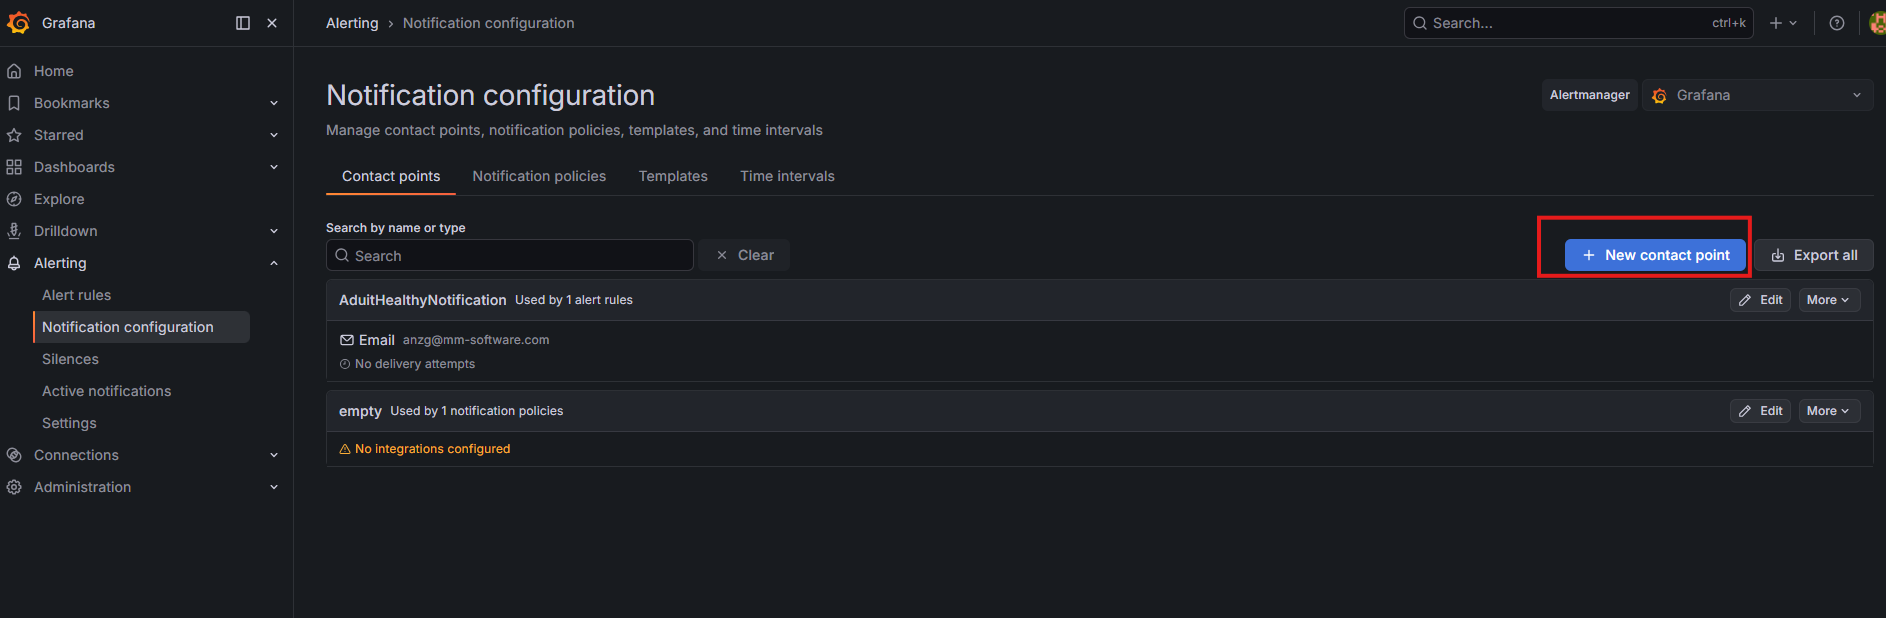 Grafana
Alerting › Notification configuration
Search... ctrl+k
Home
Bookmarks
Starred
Dashboards
Explore
Drilldown
Alerting
Alert rules
Notification configuration
Silences
Active notifications
Settings
Connections
Administration
Notification configuration
Manage contact points, notification policies, templates, and time intervals
Alertmanager Grafana
Contact points Notification policies Templates Time intervals
Search by name or type
Search Clear
New contact point Export all
AduitHealthyNotification Used by 1 alert rules Edit More
Email anzg@mm-software.com
No delivery attempts
empty Used by 1 notification policies Edit More
No integrations configured